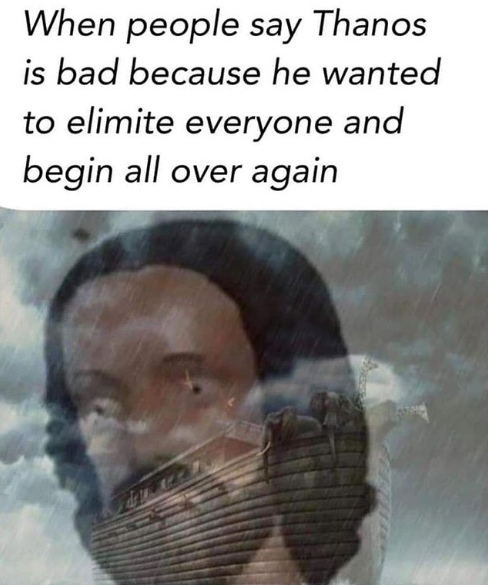 When people say Thanos
is bad because he wanted
to elimite everyone and
begin all over again